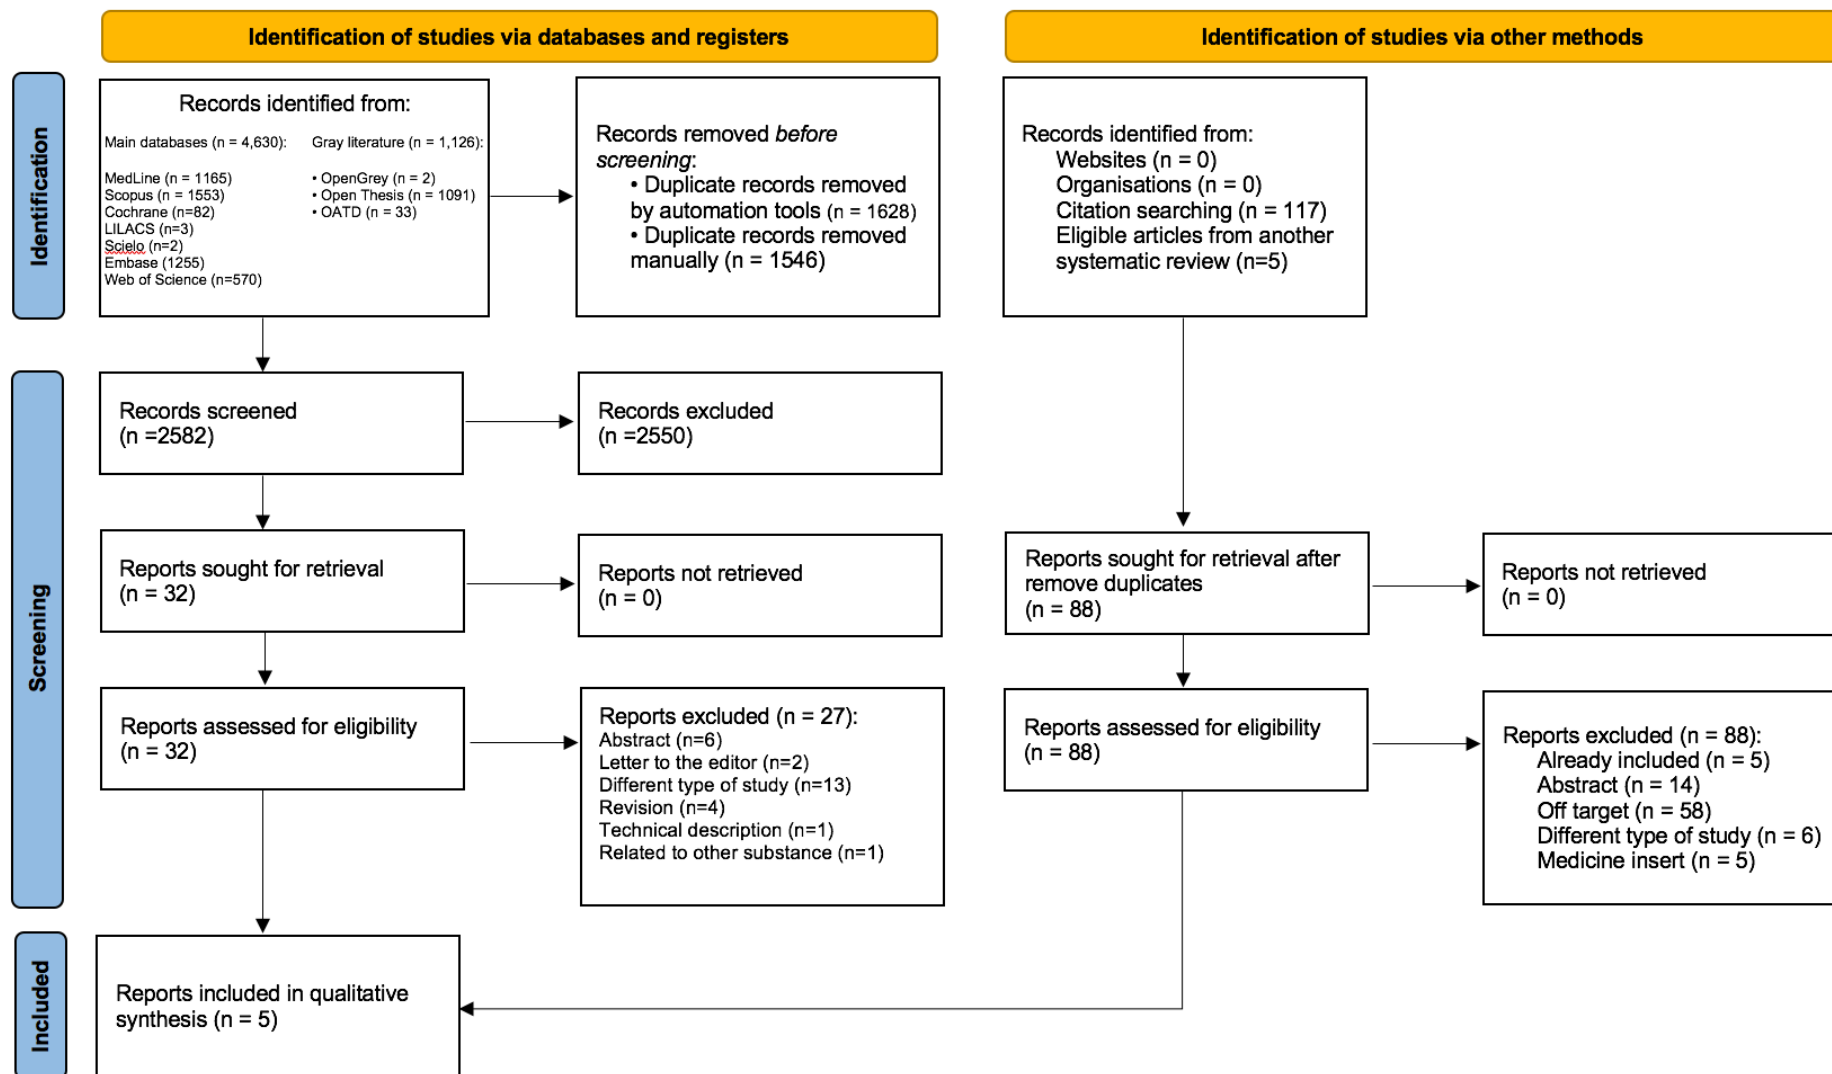 Identification of studies via databases and registers
Identification of studies via other methods
Identification
Records identified from:
Main databases (n = 4,630):
MedLine (n = 1165)
Scopus (n = 1553)
Cochrane (n=82)
LILACS (n=3)
Scielo (n=2)
Embase (1255)
Web of Science (n=570)
Gray literature (n = 1,126):
• OpenGrey (n = 2)
• Open Thesis (n = 1091)
• OATD (n = 33)
Records removed before
screening:
• Duplicate records removed
by automation tools (n = 1628)
• Duplicate records removed
manually (n = 1546)
Records identified from:
Websites (n = 0)
Organisations (n = 0)
Citation searching (n = 117)
Eligible articles from another
systematic review (n=5)
Screening
Records screened
(n =2582)
Records excluded
(n =2550)
Reports sought for retrieval
(n = 32)
Reports not retrieved
(n = 0)
Reports sought for retrieval after
remove duplicates
(n = 88)
Reports not retrieved
(n = 0)
Reports assessed for eligibility
(n = 32)
Reports excluded (n = 27):
Abstract (n=6)
Letter to the editor (n=2)
Different type of study (n=13)
Revision (n=4)
Technical description (n=1)
Related to other substance (n=1)
Reports assessed for eligibility
(n = 88)
Reports excluded (n = 88):
Already included (n = 5)
Abstract (n = 14)
Off target (n = 58)
Different type of study (n = 6)
Medicine insert (n = 5)
Included
Reports included in qualitative
synthesis (n = 5)